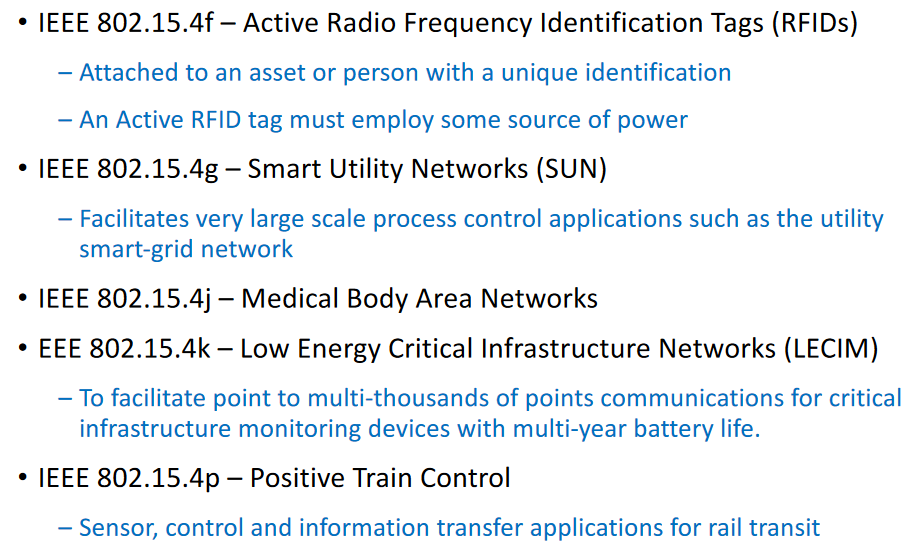 • IEEE 802.15.4f – Active Radio Frequency Identification Tags (RFIDs)
– Attached to an asset or person with a unique identification
– An Active RFID tag must employ some source of power
• IEEE 802.15.4g – Smart Utility Networks (SUN)
– Facilitates very large scale process control applications such as the utility
smart-grid network
• IEEE 802.15.4j – Medical Body Area Networks
• EEE 802.15.4k – Low Energy Critical Infrastructure Networks (LECIM)
– To facilitate point to multi-thousands of points communications for critical
infrastructure monitoring devices with multi-year battery life.
• IEEE 802.15.4p – Positive Train Control
– Sensor, control and information transfer applications for rail transit